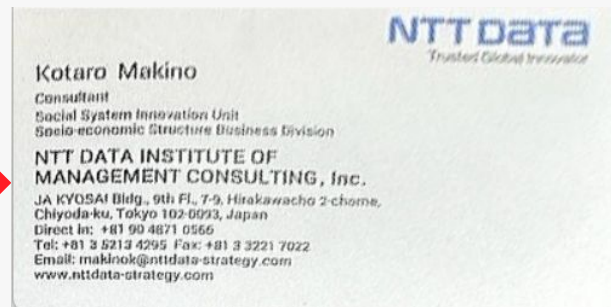 NTT DATA
Trusted Global Innovator
Kotaro Makino
Consultant
Social System Innovation Unit
Socio-economic Structure Business Division
NTT DATA INSTITUTE OF
MANAGEMENT CONSULTING, Inc.
JA KYOSAI Bldg., 9th Fl., 7-9, Hirakawacho 2-chome,
Chiyoda-ku, Tokyo 102-0093, Japan
Direct in: +81 90 4871 0566
Tel: +81 3 5213 4295 Fax: +81 3 3221 7022
Email: makinok@nttdata-strategy.com
www.nttdata-strategy.com